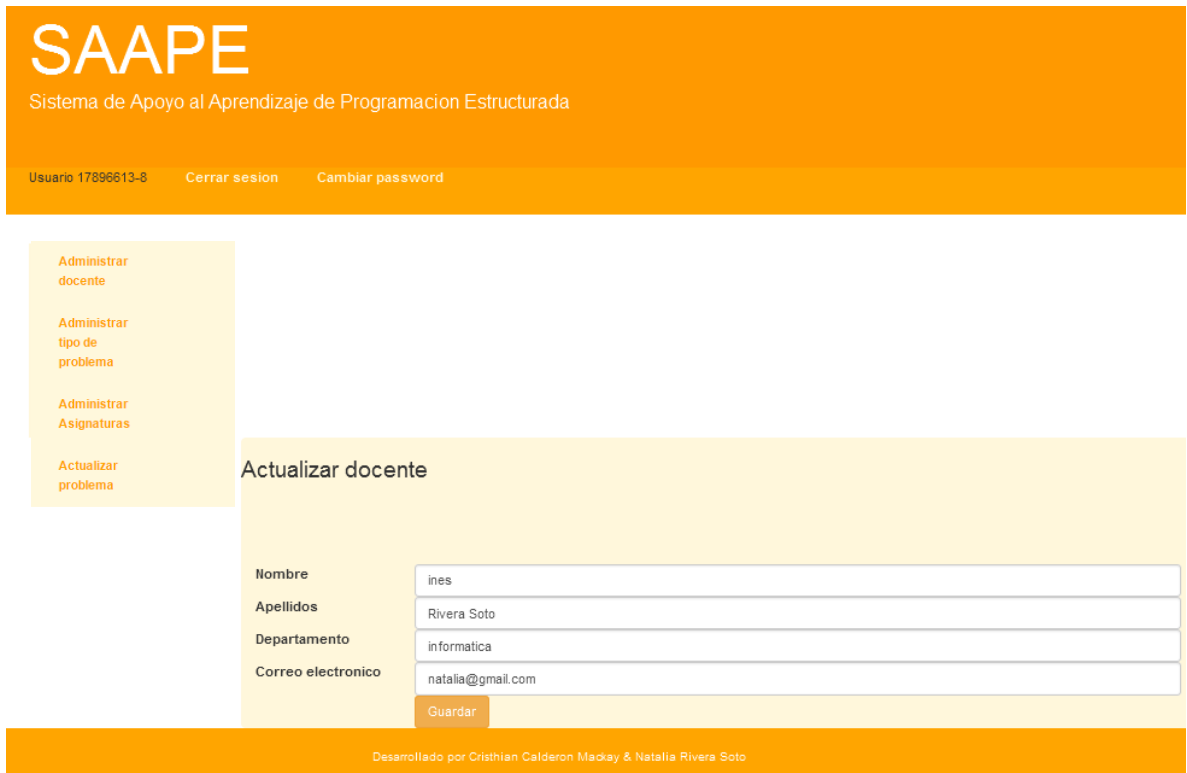 SAAPE
Sistema de Apoyo al Aprendizaje de Programacion Estructurada
Usuario 17896613-8 Cerrar sesion Cambiar password
Administrar
docente
Administrar
tipo de
problema
Administrar
Asignaturas
Actualizar
problema
Actualizar docente
Nombre ines
Apellidos Rivera Soto
Departamento informatica
Correo electronico natalia@gmail.com
Guardar
Desarrollado por Cristhian Calderon Mackay & Natalia Rivera Soto